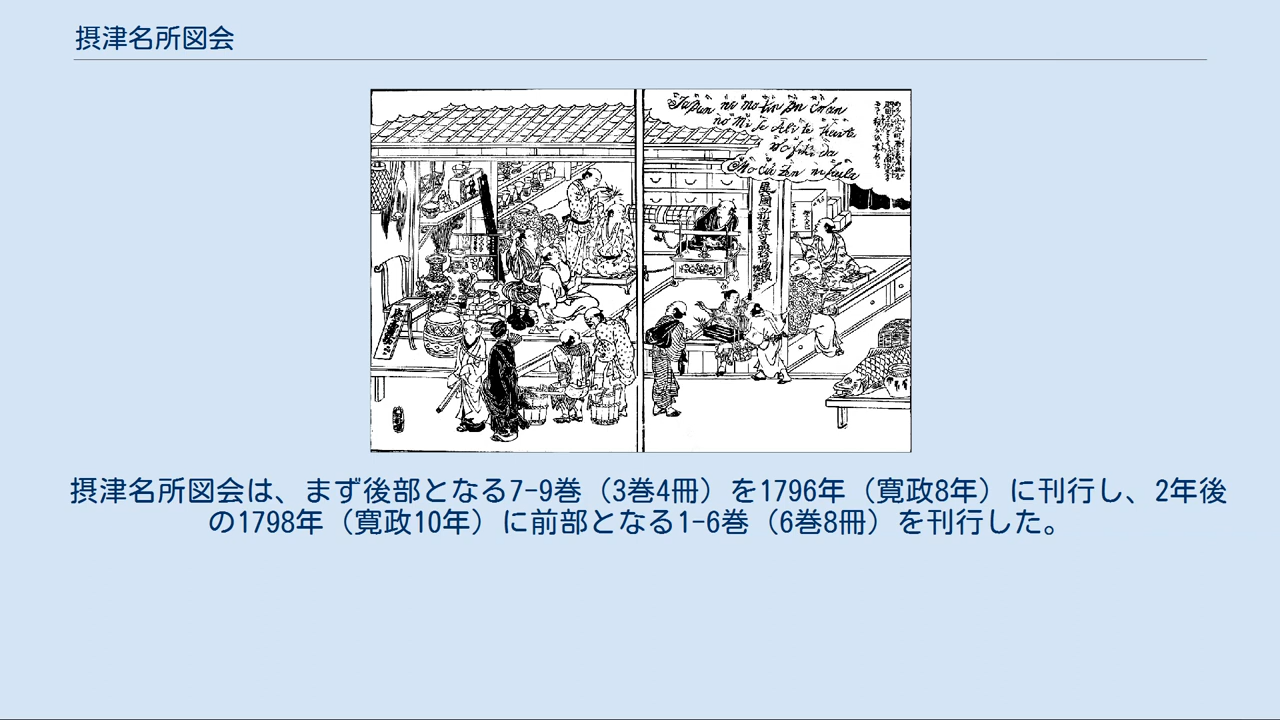 摂津名所図会
摂津名所図会は、まず後部となる7-9巻（3巻4冊）を1796年（寛政8年）に刊行し、2年後
の1798年（寛政10年）に前部となる1-6巻（6巻8冊）を刊行した。